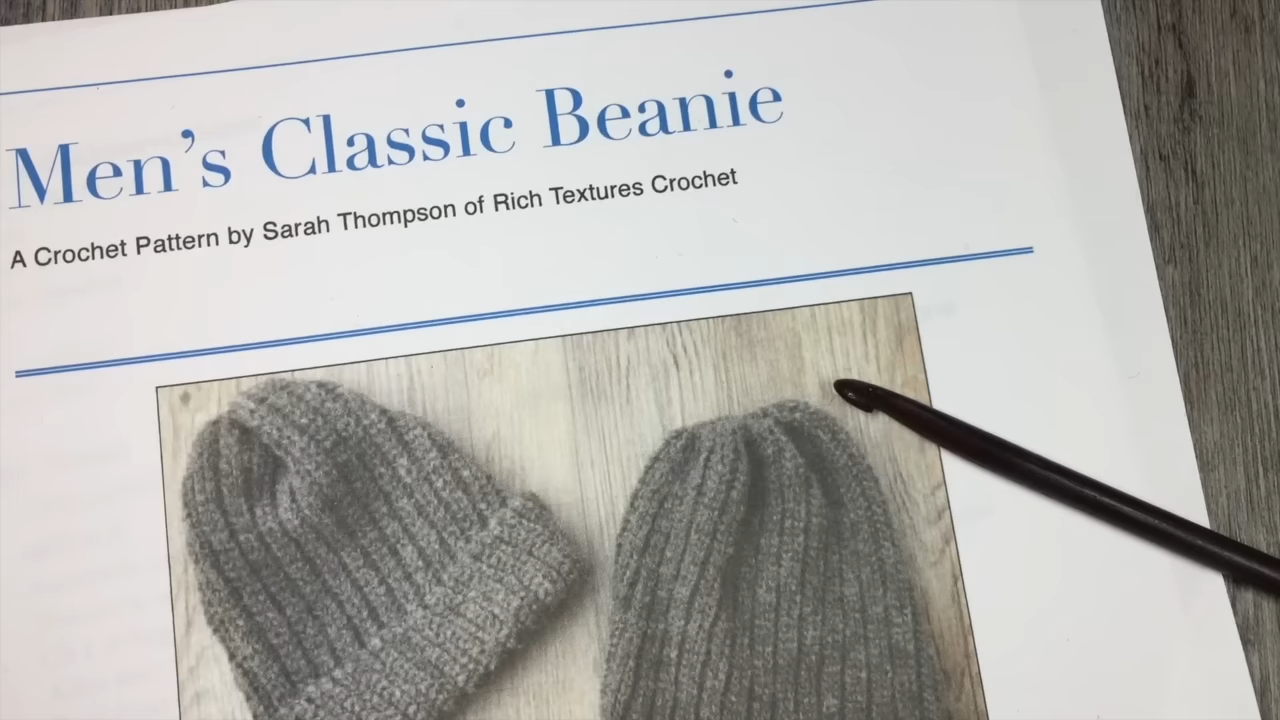 Men’s Classic Beanie
A Crochet Pattern by Sarah Thompson of Rich Textures Crochet